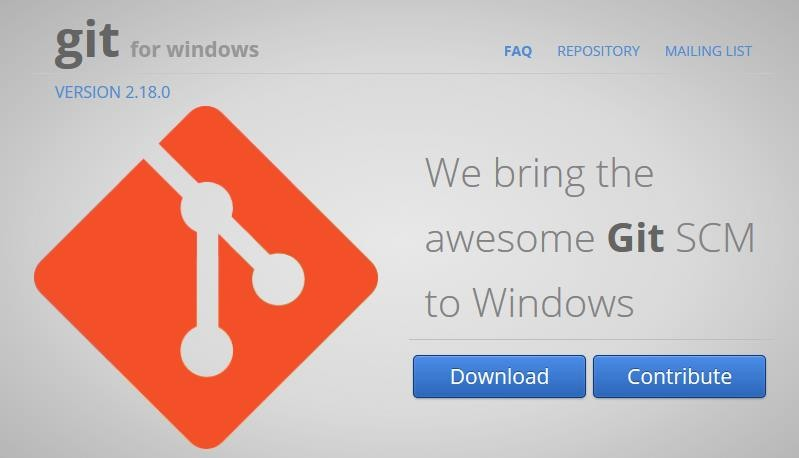 git for windows
FAQ REPOSITORY MAILING LIST
VERSION 2.18.0
We bring the
awesome Git SCM
to Windows
Download Contribute